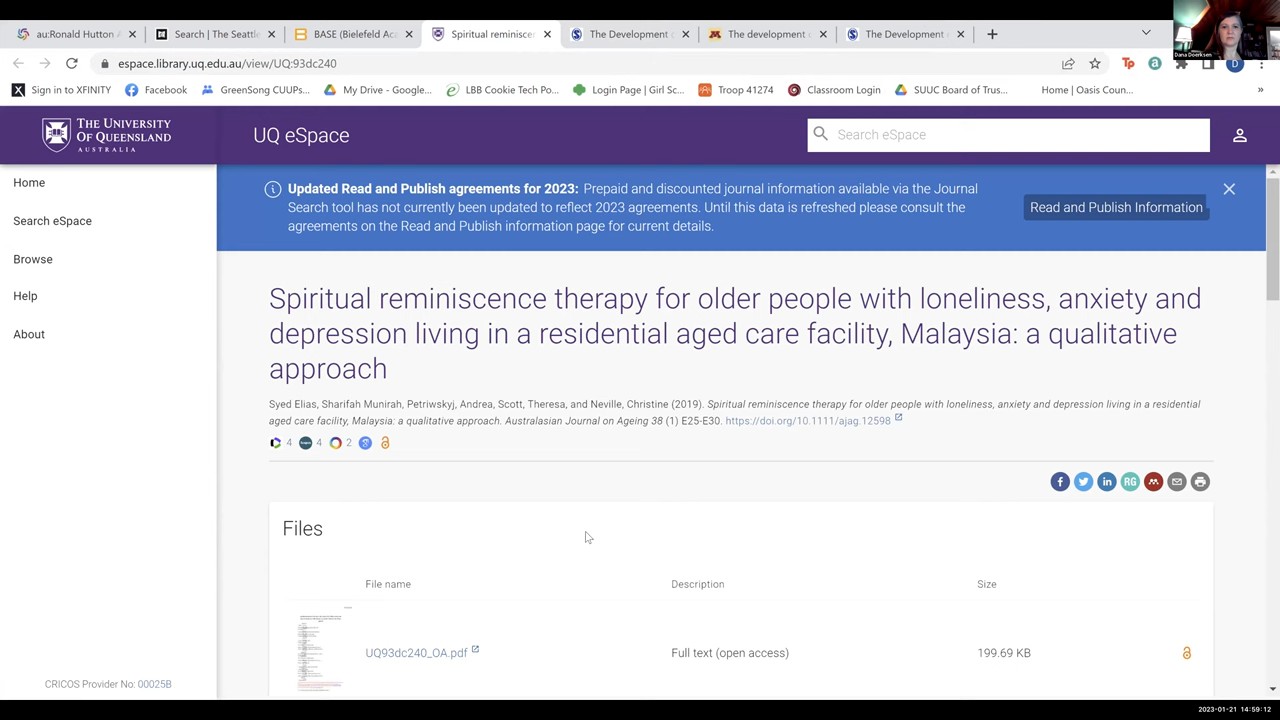 au:Ronald Hutton A
Search | The Seattle
BASE (Bielefeld Aca
Spiritual reminiscen
The Development o
The development c
The Development o
Dana Doerksen
espace.library.uq.edu.au/view/UQ:93dc240
Sign in to XFINITY
Facebook
GreenSong CUUPs...
My Drive - Google...
LBB Cookie Tech Po...
Login Page | Girl Sc...
Troop 41274
Classroom Login
SUUC Board of Trus...
Home | Oasis Coun...
»
THE UNIVERSITY
OF QUEENSLAND
AUSTRALIA
UQ eSpace
Search eSpace
Home
Search eSpace
Browse
Help
About
Updated Read and Publish agreements for 2023: Prepaid and discounted journal information available via the Journal
Search tool has not currently been updated to reflect 2023 agreements. Until this data is refreshed please consult the
agreements on the Read and Publish information page for current details.
Read and Publish Information
Spiritual reminiscence therapy for older people with loneliness, anxiety and
depression living in a residential aged care facility, Malaysia: a qualitative
approach
Syed Elias, Sharifah Munirah, Petriwskyj, Andrea, Scott, Theresa, and Neville, Christine (2019). Spiritual reminiscence therapy for older people with loneliness, anxiety and depression living in a residential
aged care facility, Malaysia: a qualitative approach. Australasian Journal on Ageing 38 (1) E25-E30. https://doi.org/10.1111/ajag.12598
4 4 2
Files
File name
Description
Size
UQ93dc240_OA.pdf
Full text (open access)
199.99 KB
CRICOS Provider No: 00025B
2023-01-21 14:59:12